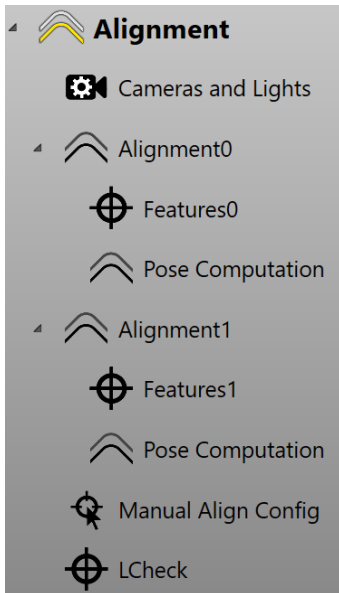 Alignment
Cameras and Lights
Alignment0
Features0
Pose Computation
Alignment1
Features1
Pose Computation
Manual Align Config
LCheck